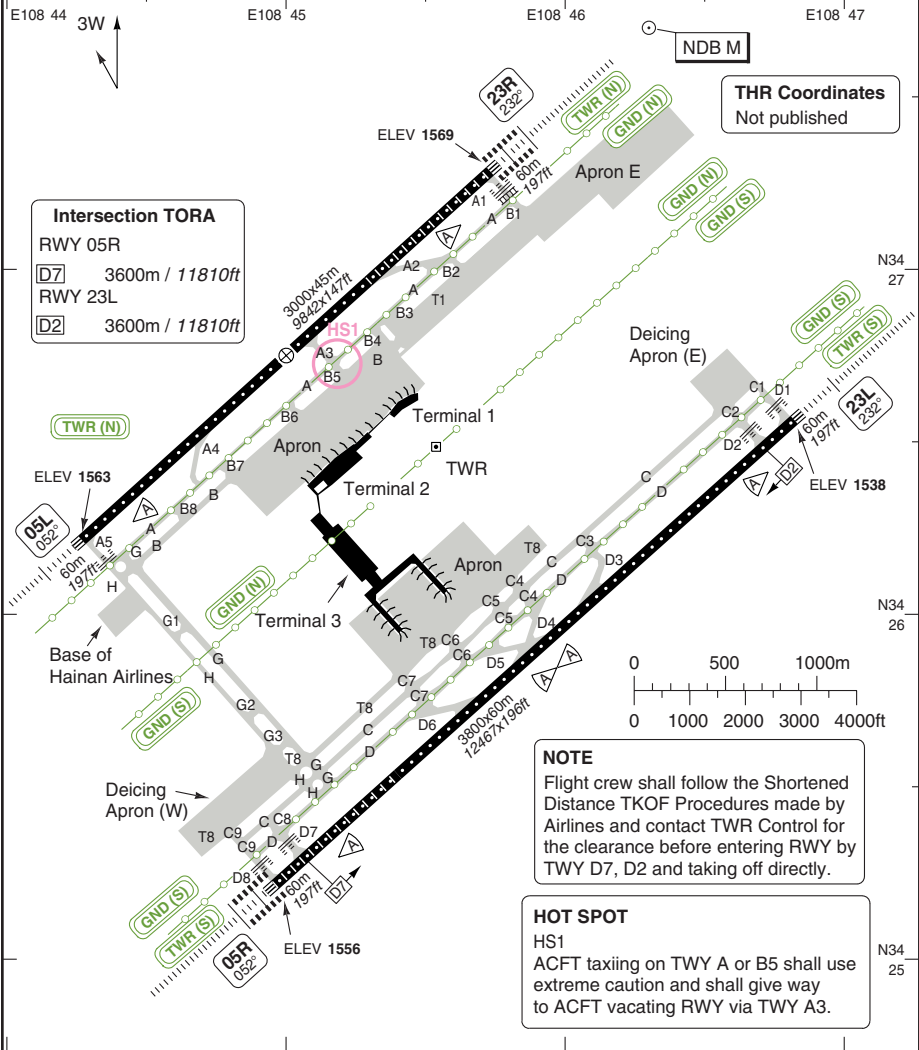 E108 44
E108 45
E108 46
E108 47
3W
NDB M
THR Coordinates
Not published
23R
232°
TWR (N)
GND (N)
ELEV 1569
60m
197ft
Apron E
A1
B1
A
GND (N)
GND (S)
Intersection TORA
RWY 05R
D7 3600m / 11810ft
RWY 23L
D2 3600m / 11810ft
A
A2
B2
N34
27
3000x45m
9842x147ft
A
T1
B3
HS1
B4
A3
B
B5
A
GND (S)
TWR (S)
Deicing
Apron (E)
C1
D1
23L
232°
60m
197ft
C2
D2
D2
A
ELEV 1538
B6
Terminal 1
TWR (N)
A4
Apron
TWR
B7
ELEV 1563
B
Terminal 2
C
D
A
B8
05L
052°
A
A5
G
B
60m
197ft
H
T8
C3
C
D3
Apron
D
C4
C4
GND (N)
C5
C5
N34
26
G1
Terminal 3
D4
Base of
Hainan Airlines
T8
C6
C6
D5
A
A
0 500 1000m
0 1000 2000 3000 4000ft
G
H
C7
C7
GND (S)
G2
T8
D6
3800x60m
12467x196ft
C
G3
D
T8
G
H
G
H
Deicing
Apron (W)
NOTE
Flight crew shall follow the Shortened
Distance TKOF Procedures made by
Airlines and contact TWR Control for
the clearance before entering RWY by
TWY D7, D2 and taking off directly.
C
C8
T8
C9
D7
C9
D
A
D8
60m
197ft
D7
GND (S)
TWR (S)
05R
052°
ELEV 1556
HOT SPOT
HS1
ACFT taxiing on TWY A or B5 shall use
extreme caution and shall give way
to ACFT vacating RWY via TWY A3.
N34
25